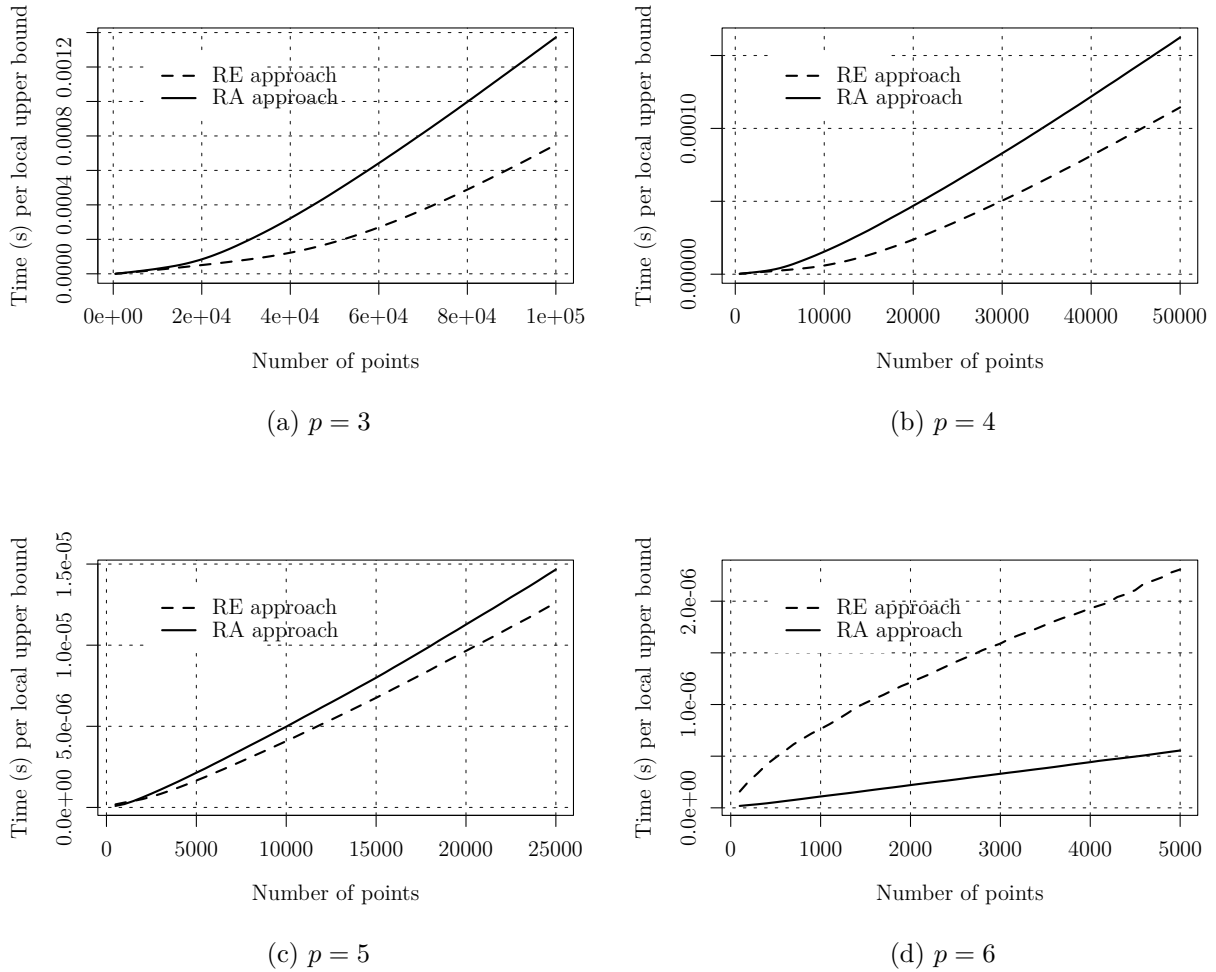 Time (s) per local upper bound
0.0000 0.0004 0.0008 0.0012
RE approach
RA approach
0e+00 2e+04 4e+04 6e+04 8e+04 1e+05
Number of points
(a) p = 3
Time (s) per local upper bound
0.00000 0.00010
RE approach
RA approach
0 10000 20000 30000 40000 50000
Number of points
(b) p = 4
Time (s) per local upper bound
0.0e+00 5.0e-06 1.0e-05 1.5e-05
RE approach
RA approach
0 5000 10000 15000 20000 25000
Number of points
(c) p = 5
Time (s) per local upper bound
0.0e+00 1.0e-06 2.0e-06
RE approach
RA approach
0 1000 2000 3000 4000 5000
Number of points
(d) p = 6